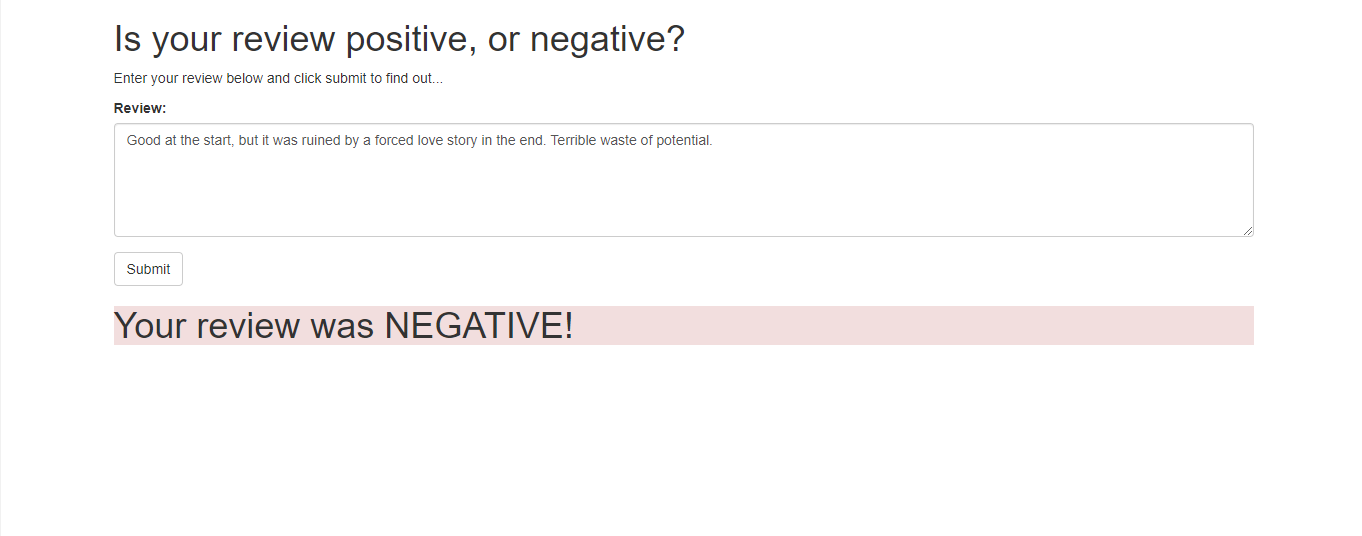 Is your review positive, or negative?
Enter your review below and click submit to find out...
Review:
Good at the start, but it was ruined by a forced love story in the end. Terrible waste of potential.
Submit
Your review was NEGATIVE!